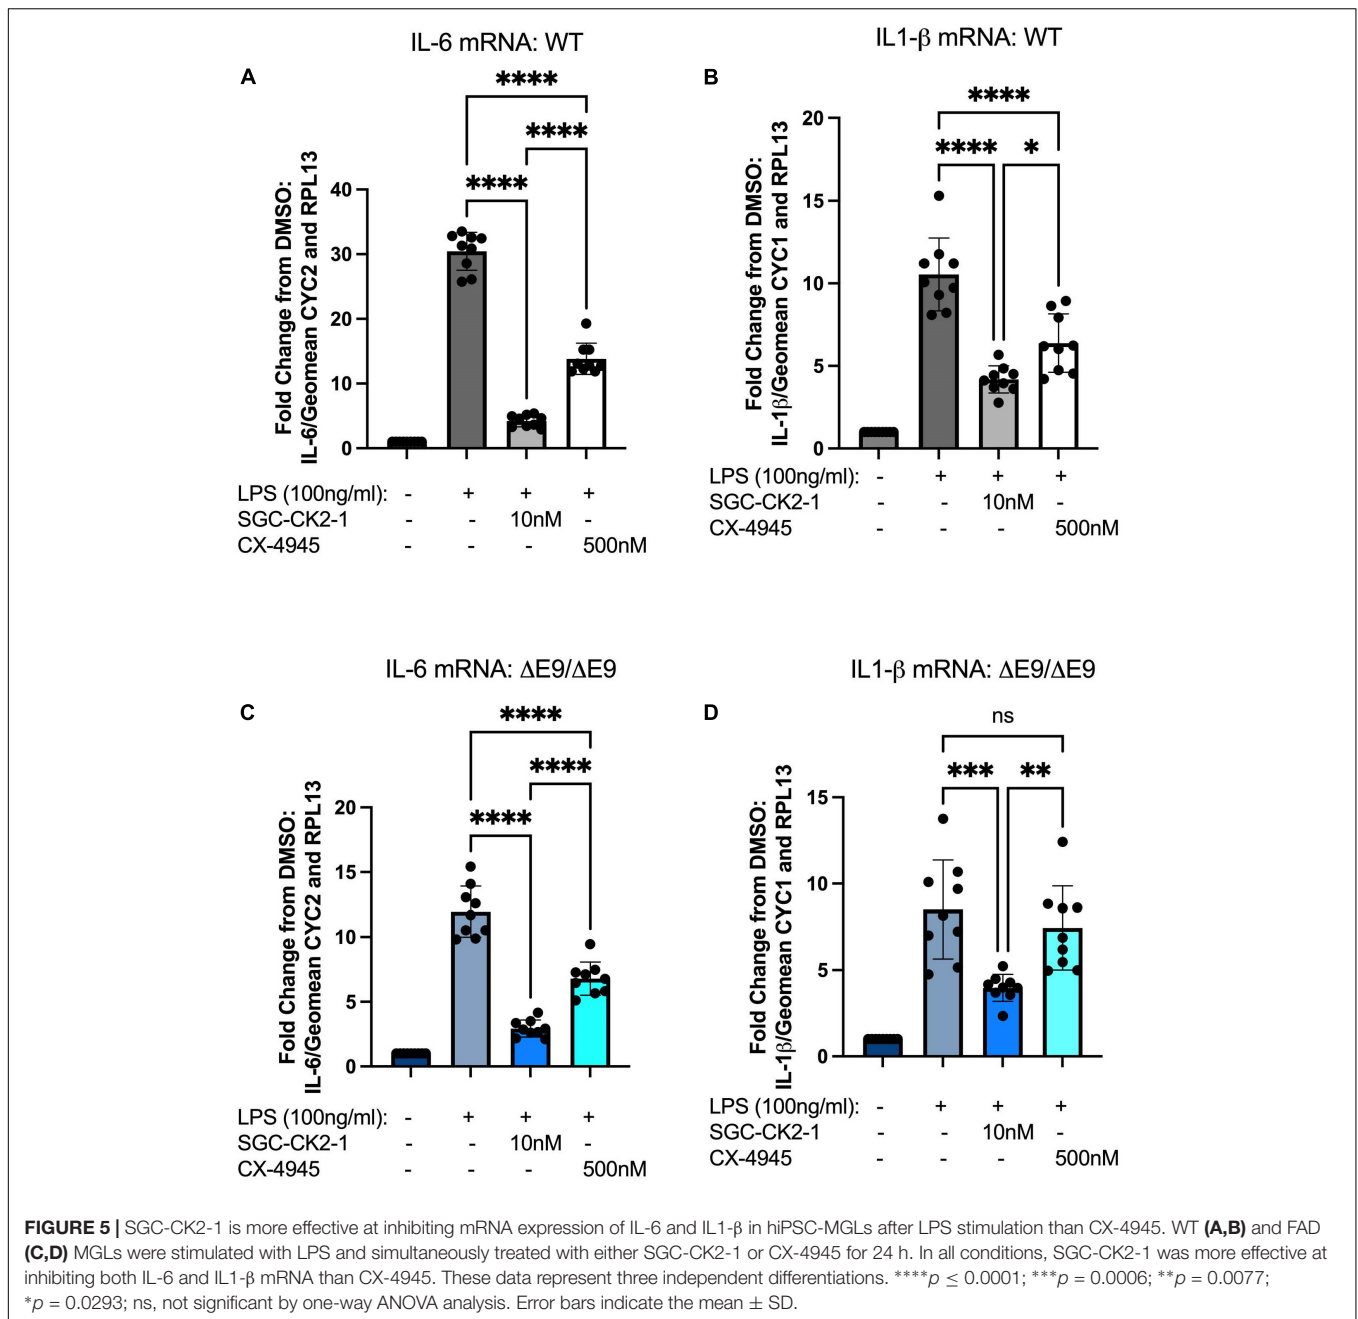 IL-6 mRNA: WT
A
****
****
****
Fold Change from DMSO:
IL-6/Geomean CYC2 and RPL13
40
30
20
10
0
LPS (100ng/ml): - + + +
SGC-CK2-1 - - 10nM -
CX-4945 - - - 500nM
IL1-β mRNA: WT
B
****
**** *
Fold Change from DMSO:
IL-1β/Geomean CYC1 and RPL13
20
15
10
5
0
LPS (100ng/ml): - + + +
SGC-CK2-1 - - 10nM -
CX-4945 - - - 500nM
IL-6 mRNA: ΔE9/ΔE9
C
****
****
****
Fold Change from DMSO:
IL-6/Geomean CYC2 and RPL13
20
15
10
5
0
LPS (100ng/ml): - + + +
SGC-CK2-1 - - 10nM -
CX-4945 - - - 500nM
IL1-β mRNA: ΔE9/ΔE9
D
ns
*** **
Fold Change from DMSO:
IL-1β/Geomean CYC1 and RPL13
15
10
5
0
LPS (100ng/ml): - + + +
SGC-CK2-1 - - 10nM -
CX-4945 - - - 500nM
FIGURE 5 | SGC-CK2-1 is more effective at inhibiting mRNA expression of IL-6 and IL1-β in hiPSC-MGLs after LPS stimulation than CX-4945. WT (A,B) and FAD
(C,D) MGLs were stimulated with LPS and simultaneously treated with either SGC-CK2-1 or CX-4945 for 24 h. In all conditions, SGC-CK2-1 was more effective at
inhibiting both IL-6 and IL1-β mRNA than CX-4945. These data represent three independent differentiations. ****p ≤ 0.0001; ***p = 0.0006; **p = 0.0077;
*p = 0.0293; ns, not significant by one-way ANOVA analysis. Error bars indicate the mean ± SD.